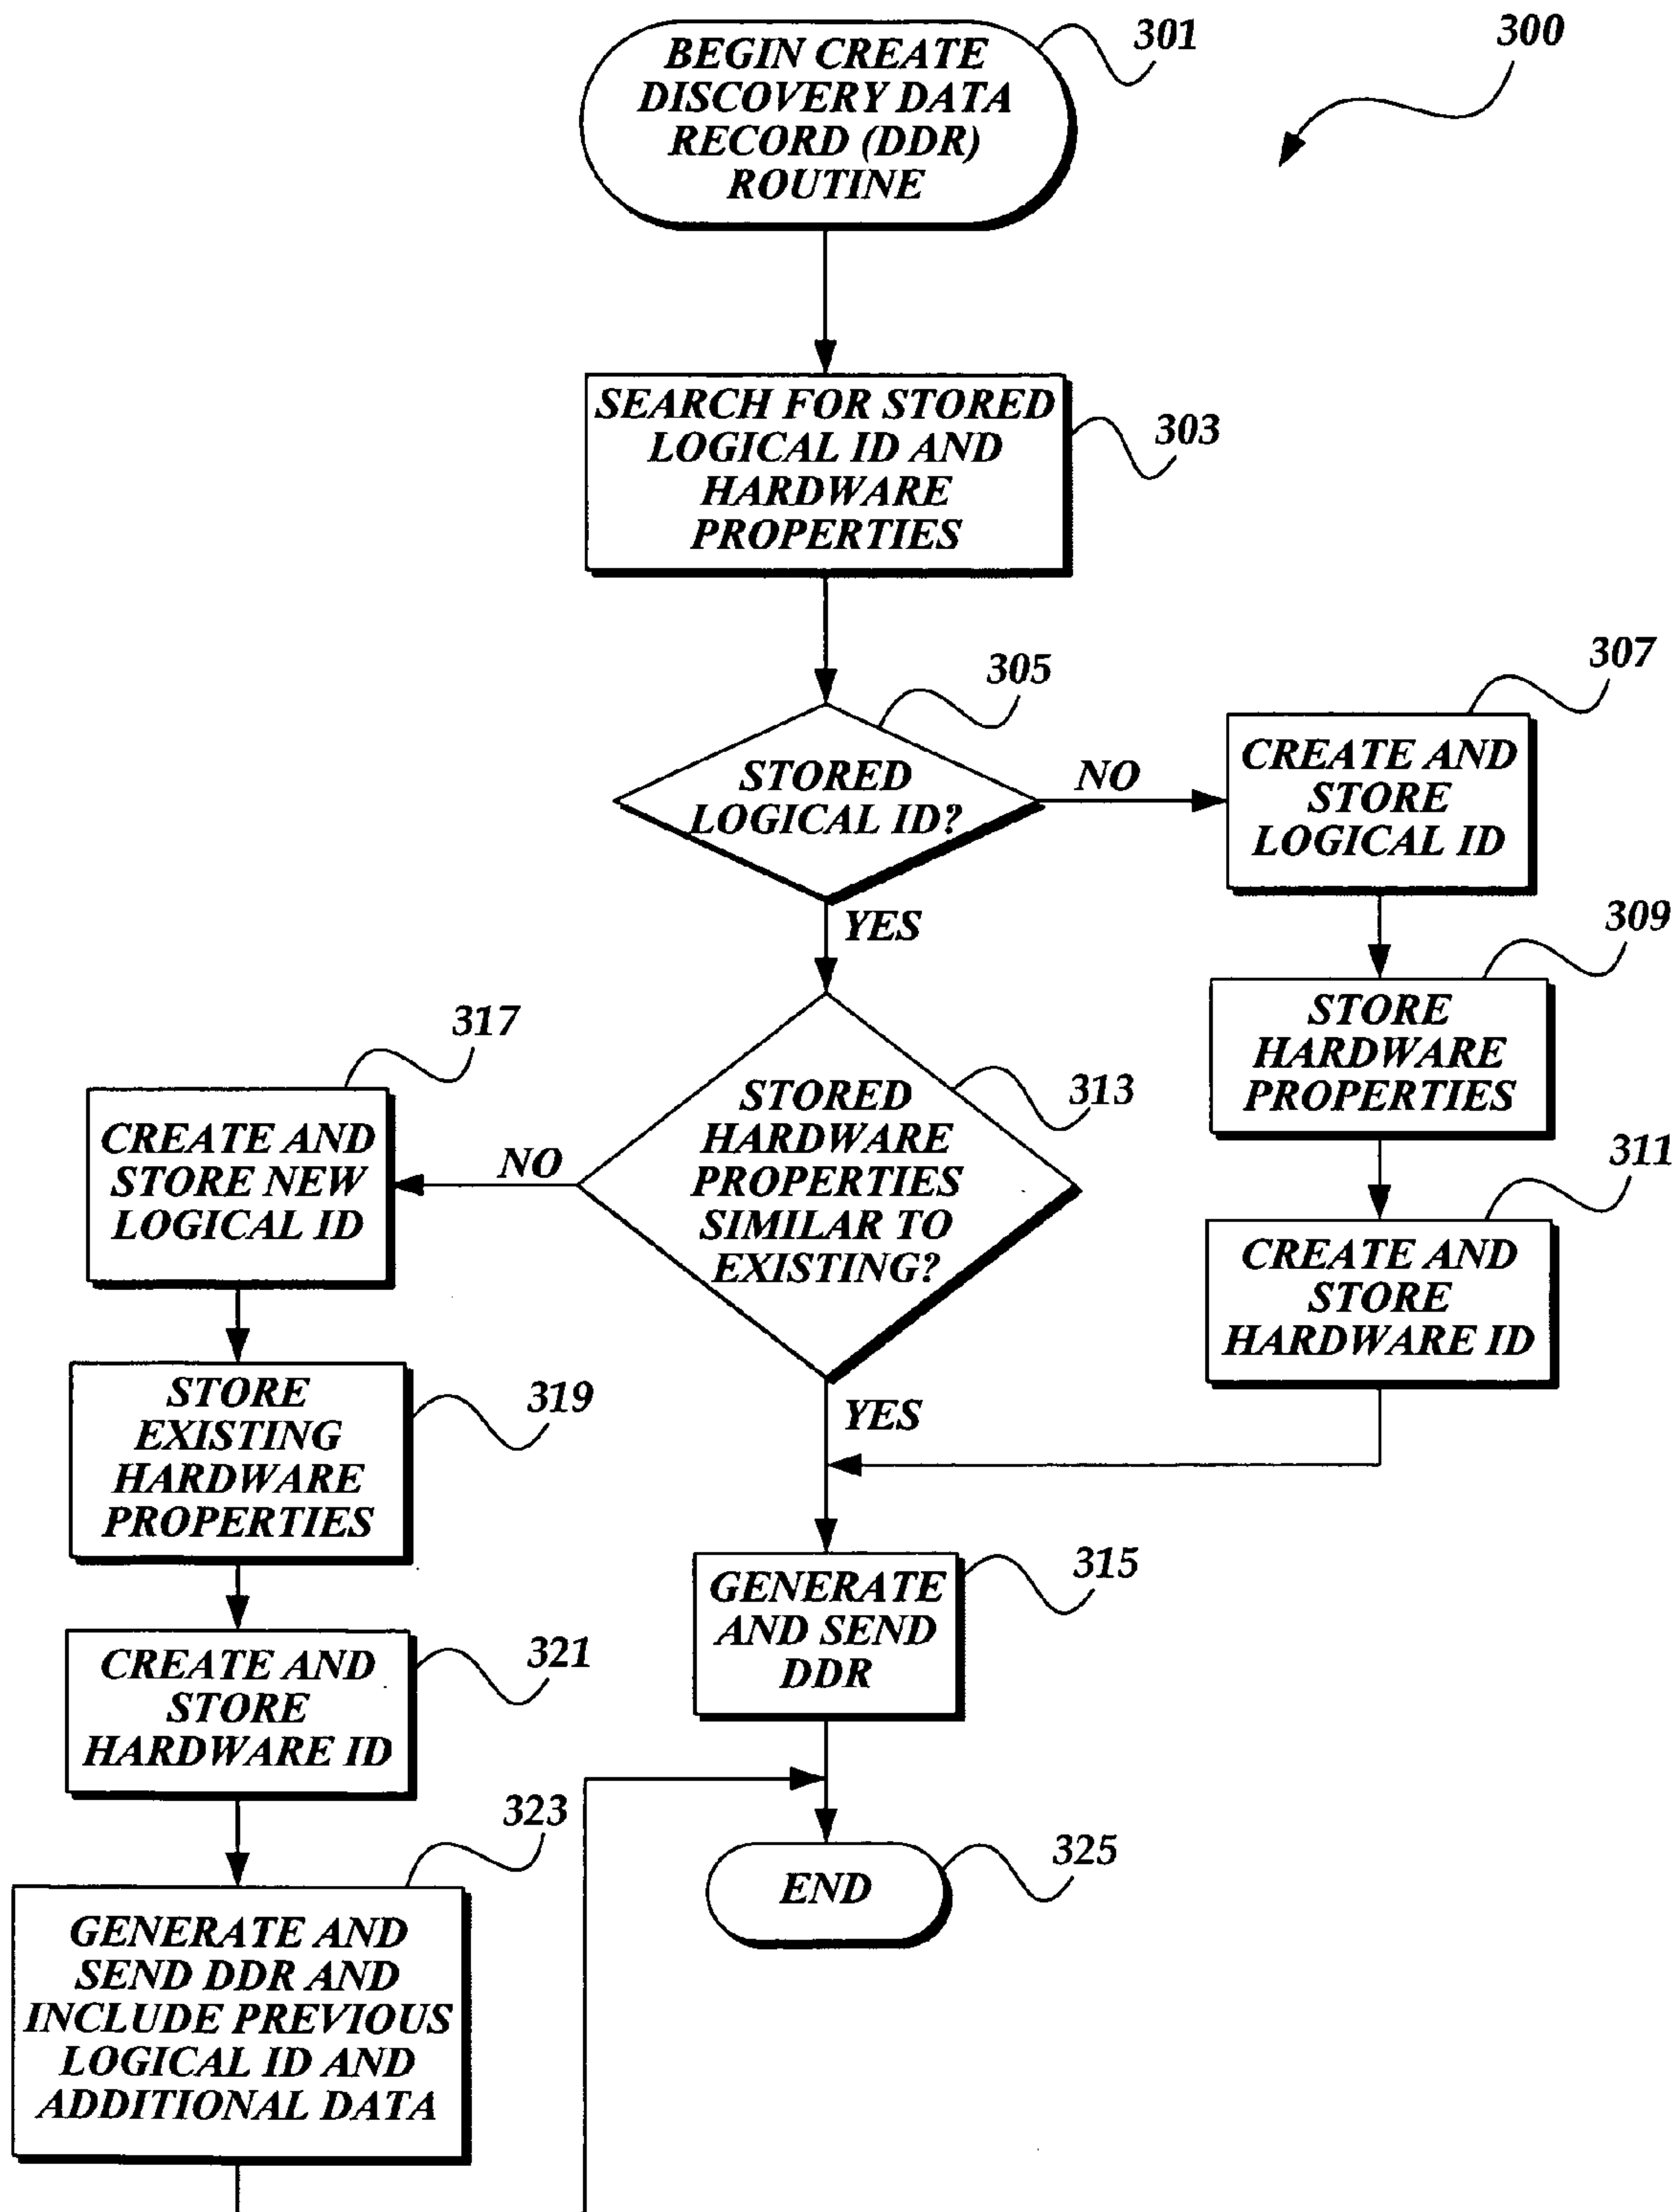 300
301
BEGIN CREATE
DISCOVERY DATA
RECORD (DDR)
ROUTINE
303
SEARCH FOR STORED
LOGICAL ID AND
HARDWARE
PROPERTIES
305
STORED
LOGICAL ID?
NO
YES
307
CREATE AND
STORE
LOGICAL ID
309
STORE
HARDWARE
PROPERTIES
311
CREATE AND
STORE
HARDWARE ID
313
STORED
HARDWARE
PROPERTIES
SIMILAR TO
EXISTING?
NO
YES
317
CREATE AND
STORE NEW
LOGICAL ID
319
STORE
EXISTING
HARDWARE
PROPERTIES
321
CREATE AND
STORE
HARDWARE ID
323
GENERATE AND
SEND DDR AND
INCLUDE PREVIOUS
LOGICAL ID AND
ADDITIONAL DATA
315
GENERATE
AND SEND
DDR
325
END